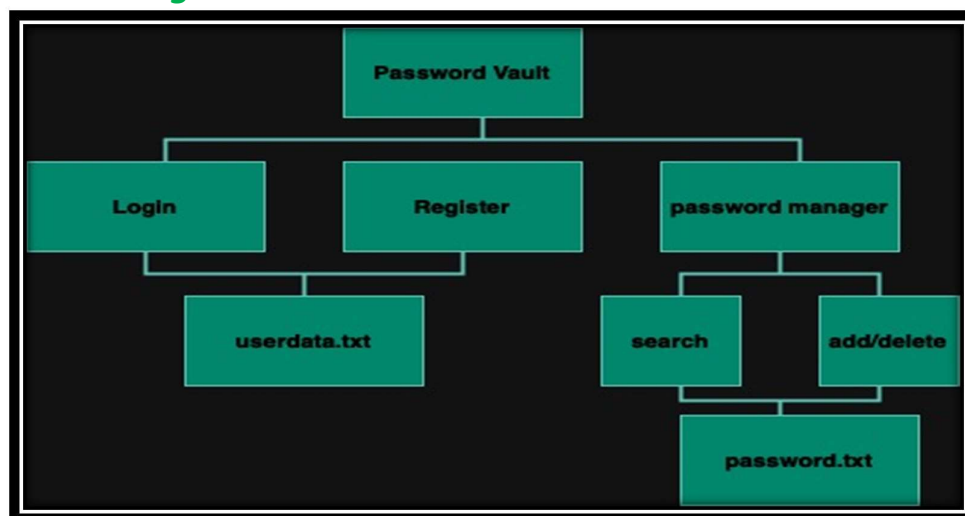 Password Vault
Login
Register
password manager
userdata.txt
search
add/delete
password.txt